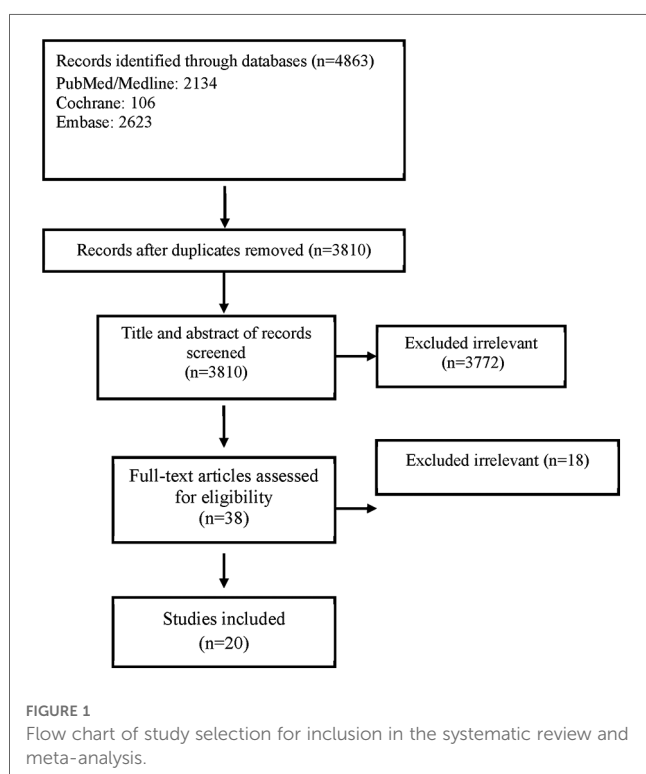 Records identified through databases (n=4863)
PubMed/Medline: 2134
Cochrane: 106
Embase: 2623
Records after duplicates removed (n=3810)
Title and abstract of records
screened
(n=3810)
Excluded irrelevant
(n=3772)
Full-text articles assessed
for eligibility
(n=38)
Excluded irrelevant (n=18)
Studies included
(n=20)
FIGURE 1
Flow chart of study selection for inclusion in the systematic review and
meta-analysis.